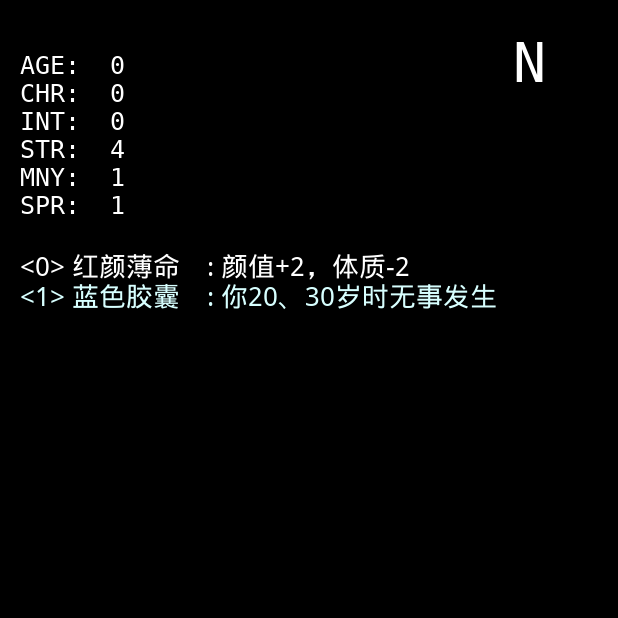 N
AGE: 0
CHR: 0
INT: 0
STR: 4
MNY: 1
SPR: 1
<0> 红颜薄命 : 颜值+2，体质-2
<1> 蓝色胶囊 : 你20、30岁时无事发生